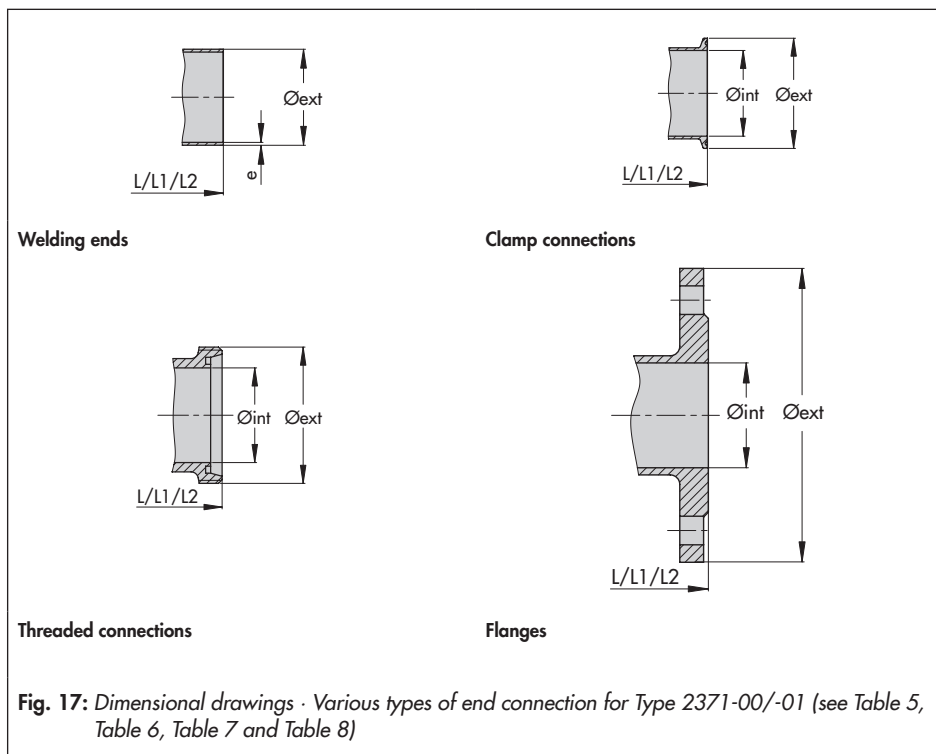 Øext
e
L/L1/L2
Welding ends
Øint
Øext
L/L1/L2
Clamp connections
Øint
Øext
L/L1/L2
Threaded connections
Øint
Øext
L/L1/L2
Flanges
Fig. 17: Dimensional drawings · Various types of end connection for Type 2371-00/-01 (see Table 5,
Table 6, Table 7 and Table 8)